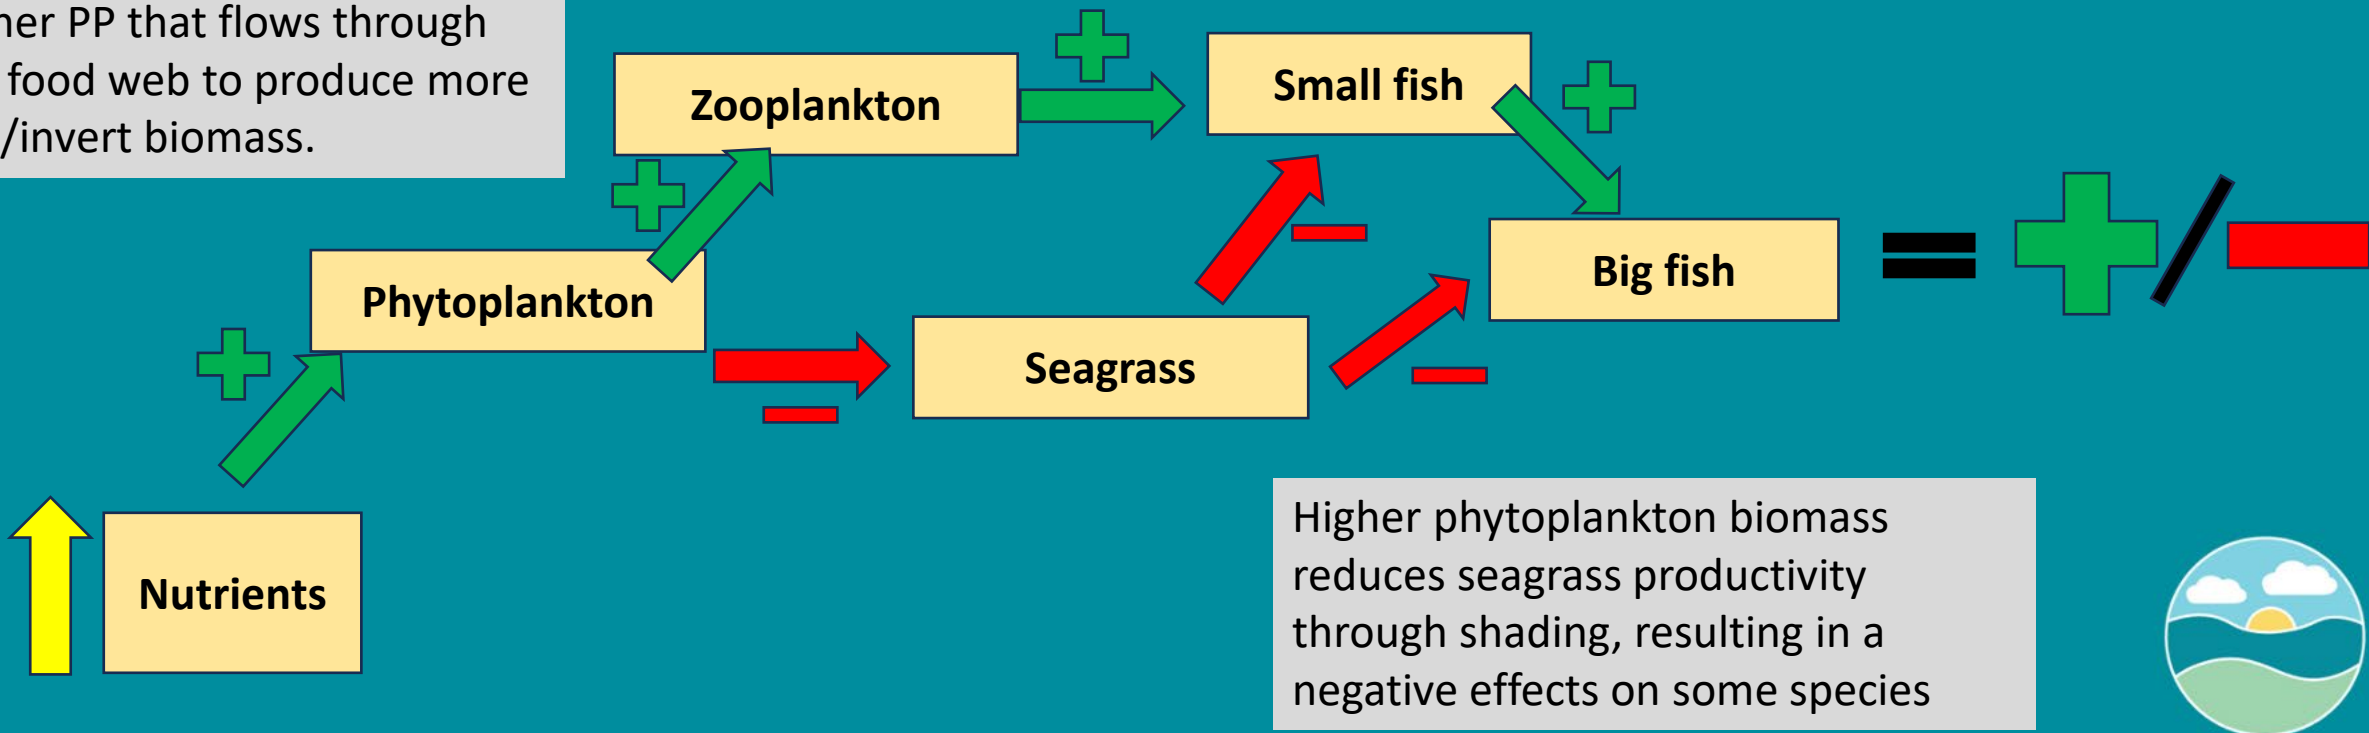 PP that flows through
food web to produce more
/invert biomass.
Zooplankton
Small fish
Phytoplankton
Big fish
Seagrass
Nutrients
Higher phytoplankton biomass
reduces seagrass productivity
through shading, resulting in a
negative effects on some species